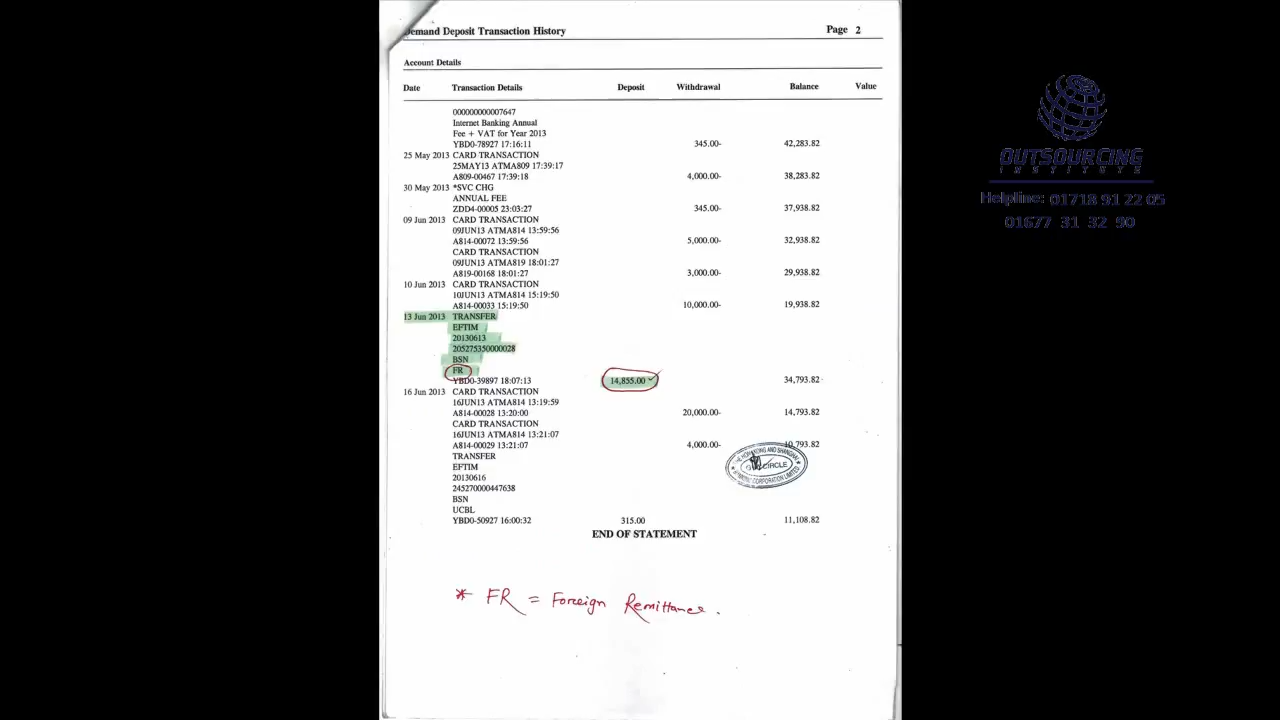 Demand Deposit Transaction History Page 2
Account Details
Date Transaction Details Deposit Withdrawal Balance Value
000000000007647
Internet Banking Annual
Fee + VAT for Year 2013
YBD0-78927 17:16:11 345.00- 42,283.82
25 May 2013 CARD TRANSACTION
25MAY13 ATMA809 17:39:17
A809-00467 17:39:18 4,000.00- 38,283.82
30 May 2013 *SVC CHG
ANNUAL FEE
ZDD4-00005 23:03:27 345.00- 37,938.82
09 Jun 2013 CARD TRANSACTION
09JUN13 ATMA814 13:59:56
A814-00072 13:59:56 5,000.00- 32,938.82
CARD TRANSACTION
09JUN13 ATMA819 18:01:27
A819-00168 18:01:27 3,000.00- 29,938.82
10 Jun 2013 CARD TRANSACTION
10JUN13 ATMA814 15:19:50
A814-00033 15:19:50 10,000.00- 19,938.82
13 Jun 2013 TRANSFER
EFTIM
20130613
205275350000028
BSN
FR
YBD0-39897 18:07:13 14,855.00 34,793.82
16 Jun 2013 CARD TRANSACTION
16JUN13 ATMA814 13:19:59
A814-00028 13:20:00 20,000.00- 14,793.82
CARD TRANSACTION
16JUN13 ATMA814 13:21:07
A814-00029 13:21:07 4,000.00- 10,793.82
TRANSFER
EFTIM
20130616
245270000447638
BSN
UCBL
YBD0-50927 16:00:32 315.00 11,108.82
END OF STATEMENT
* FR = Foreign Remittance.
THE HONGKONG AND SHANGHAI
CIRCLE
CORPORATION LIMITED
OUTSOURCING
INSTITUTE
Helpline: 01718 91 22 05
01677 31 32 90